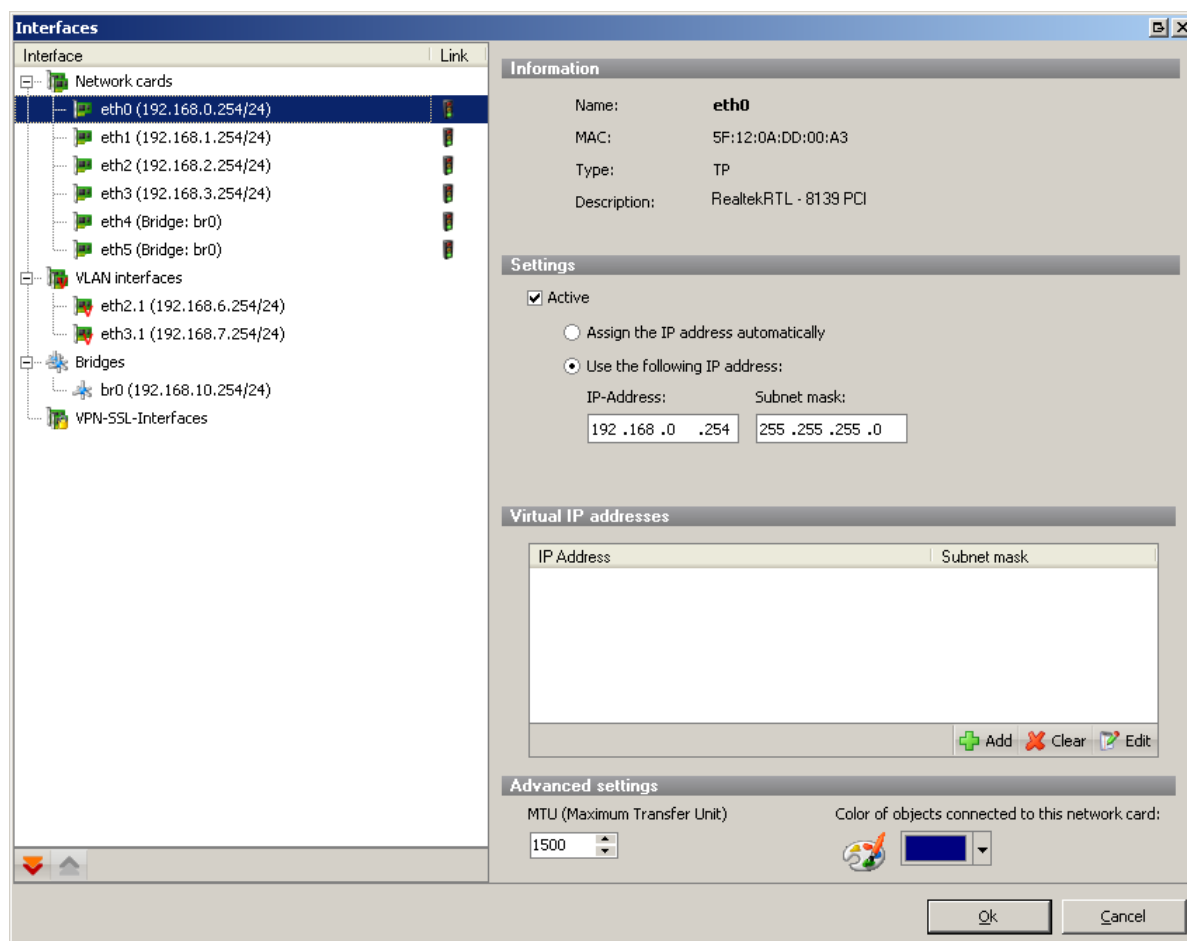 Interfaces
Interface Link
Network cards
eth0 (192.168.0.254/24)
eth1 (192.168.1.254/24)
eth2 (192.168.2.254/24)
eth3 (192.168.3.254/24)
eth4 (Bridge: br0)
eth5 (Bridge: br0)
VLAN interfaces
eth2.1 (192.168.6.254/24)
eth3.1 (192.168.7.254/24)
Bridges
br0 (192.168.10.254/24)
VPN-SSL-Interfaces
Information
Name: eth0
MAC: 5F:12:0A:DD:00:A3
Type: TP
Description: RealtekRTL - 8139 PCI
Settings
Active
Assign the IP address automatically
Use the following IP address:
IP-Address: Subnet mask:
192 .168 .0 .254 255 .255 .255 .0
Virtual IP addresses
IP Address Subnet mask
Add Clear Edit
Advanced settings
MTU (Maximum Transfer Unit) Color of objects connected to this network card:
1500
Ok Cancel